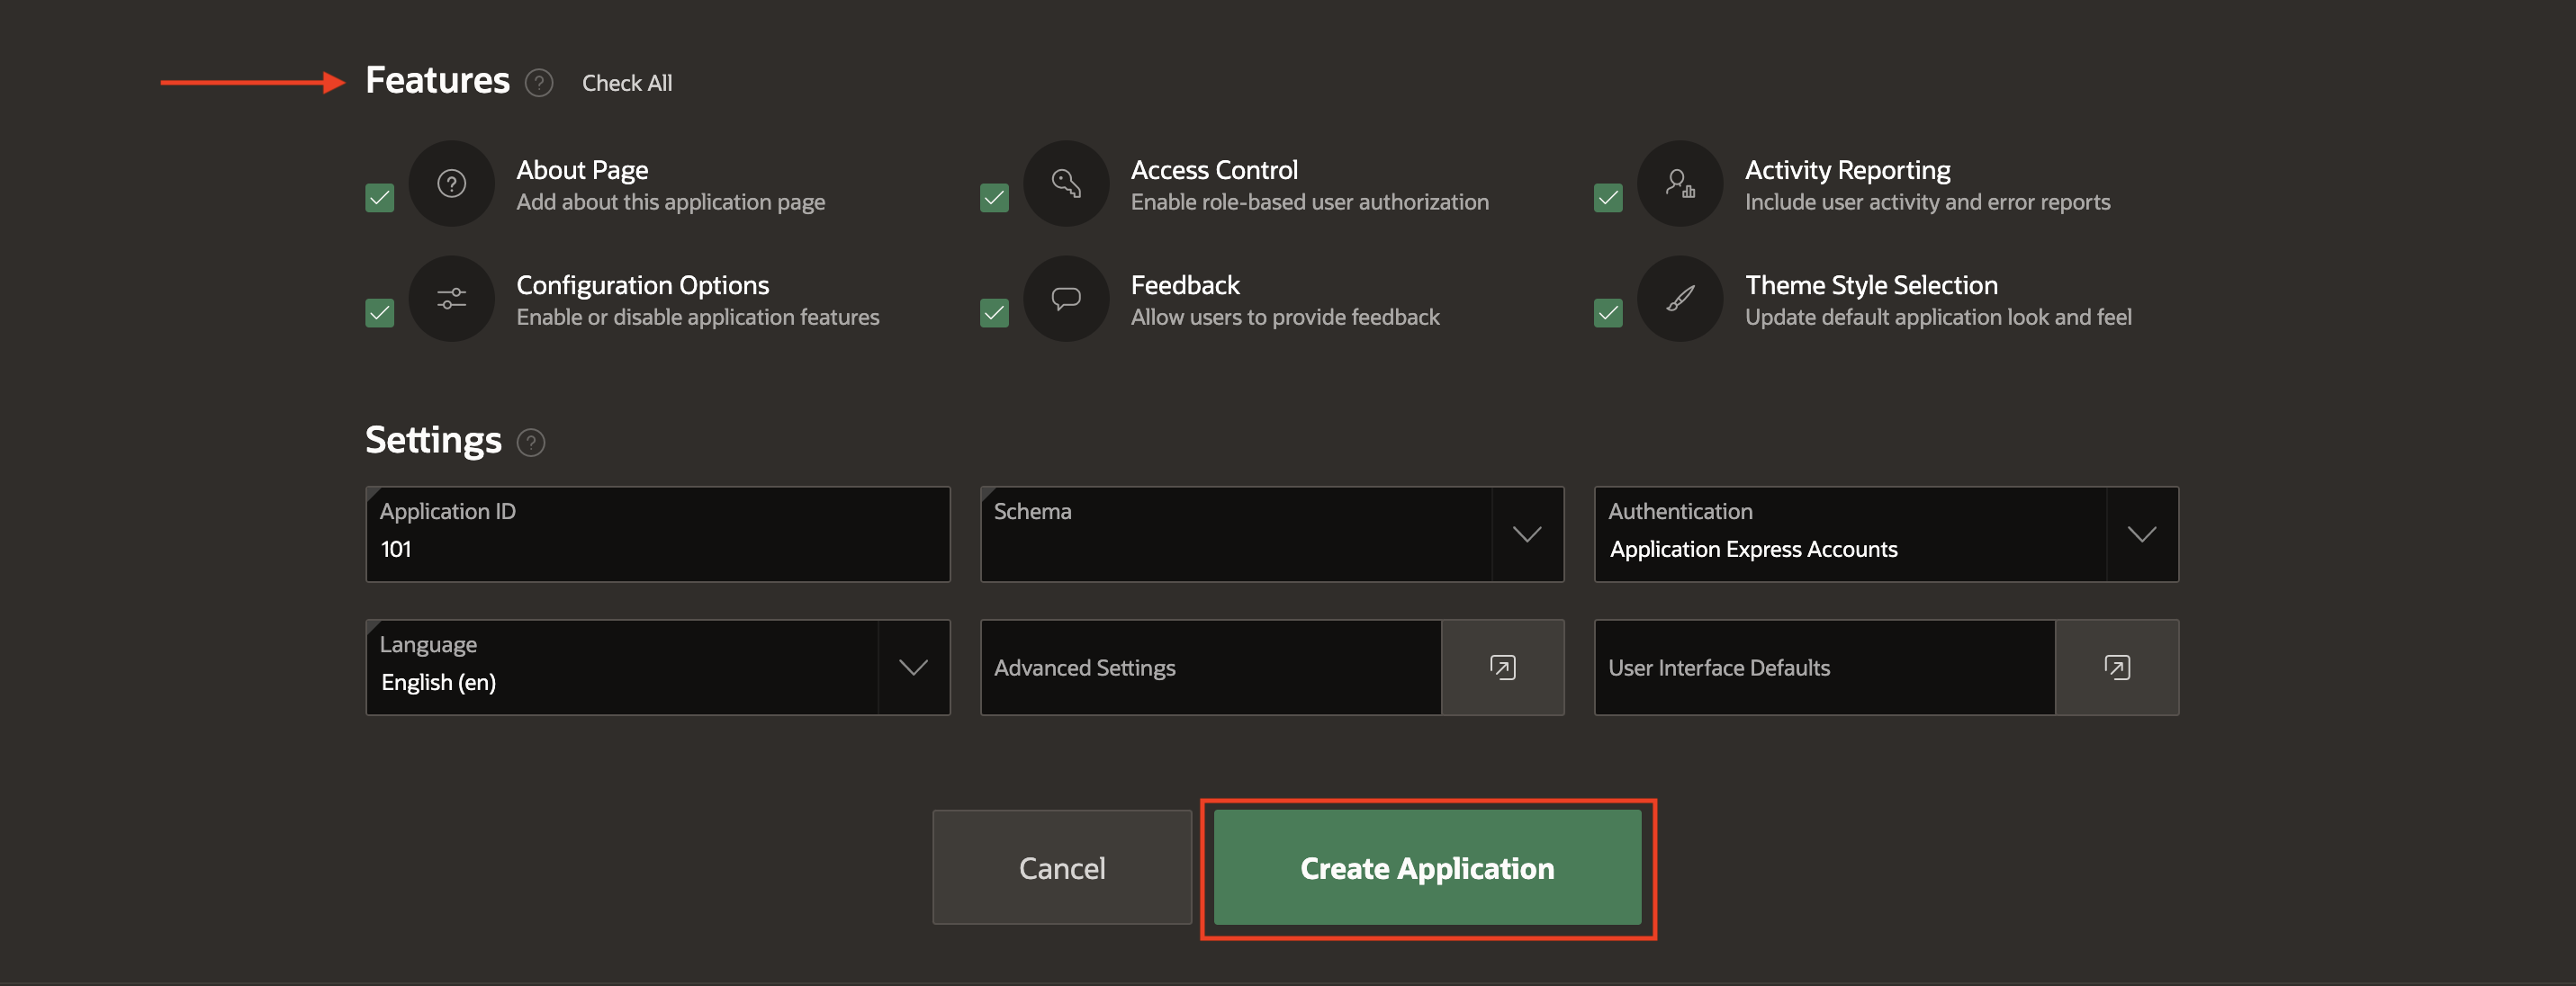 Features ? Check All
? About Page
Add about this application page
Access Control
Enable role-based user authorization
Activity Reporting
Include user activity and error reports
Configuration Options
Enable or disable application features
Feedback
Allow users to provide feedback
Theme Style Selection
Update default application look and feel
Settings ?
Application ID
101
Schema
Authentication
Application Express Accounts
Language
English (en)
Advanced Settings
User Interface Defaults
Cancel
Create Application